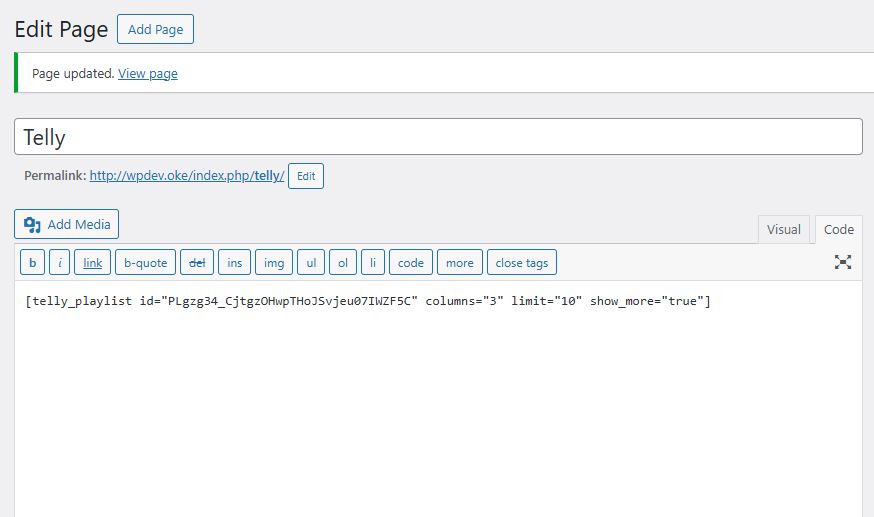 Edit Page Add Page
Page updated. View page
Telly
Permalink: http://wpdev.oke/index.php/telly/ Edit
Add Media
Visual Code
b i link b-quote del ins img ul ol li code more close tags
[telly_playlist id="PLgzg34_CjtgzOHwpTHoJSvjeu07IWZF5C" columns="3" limit="10" show_more="true"]